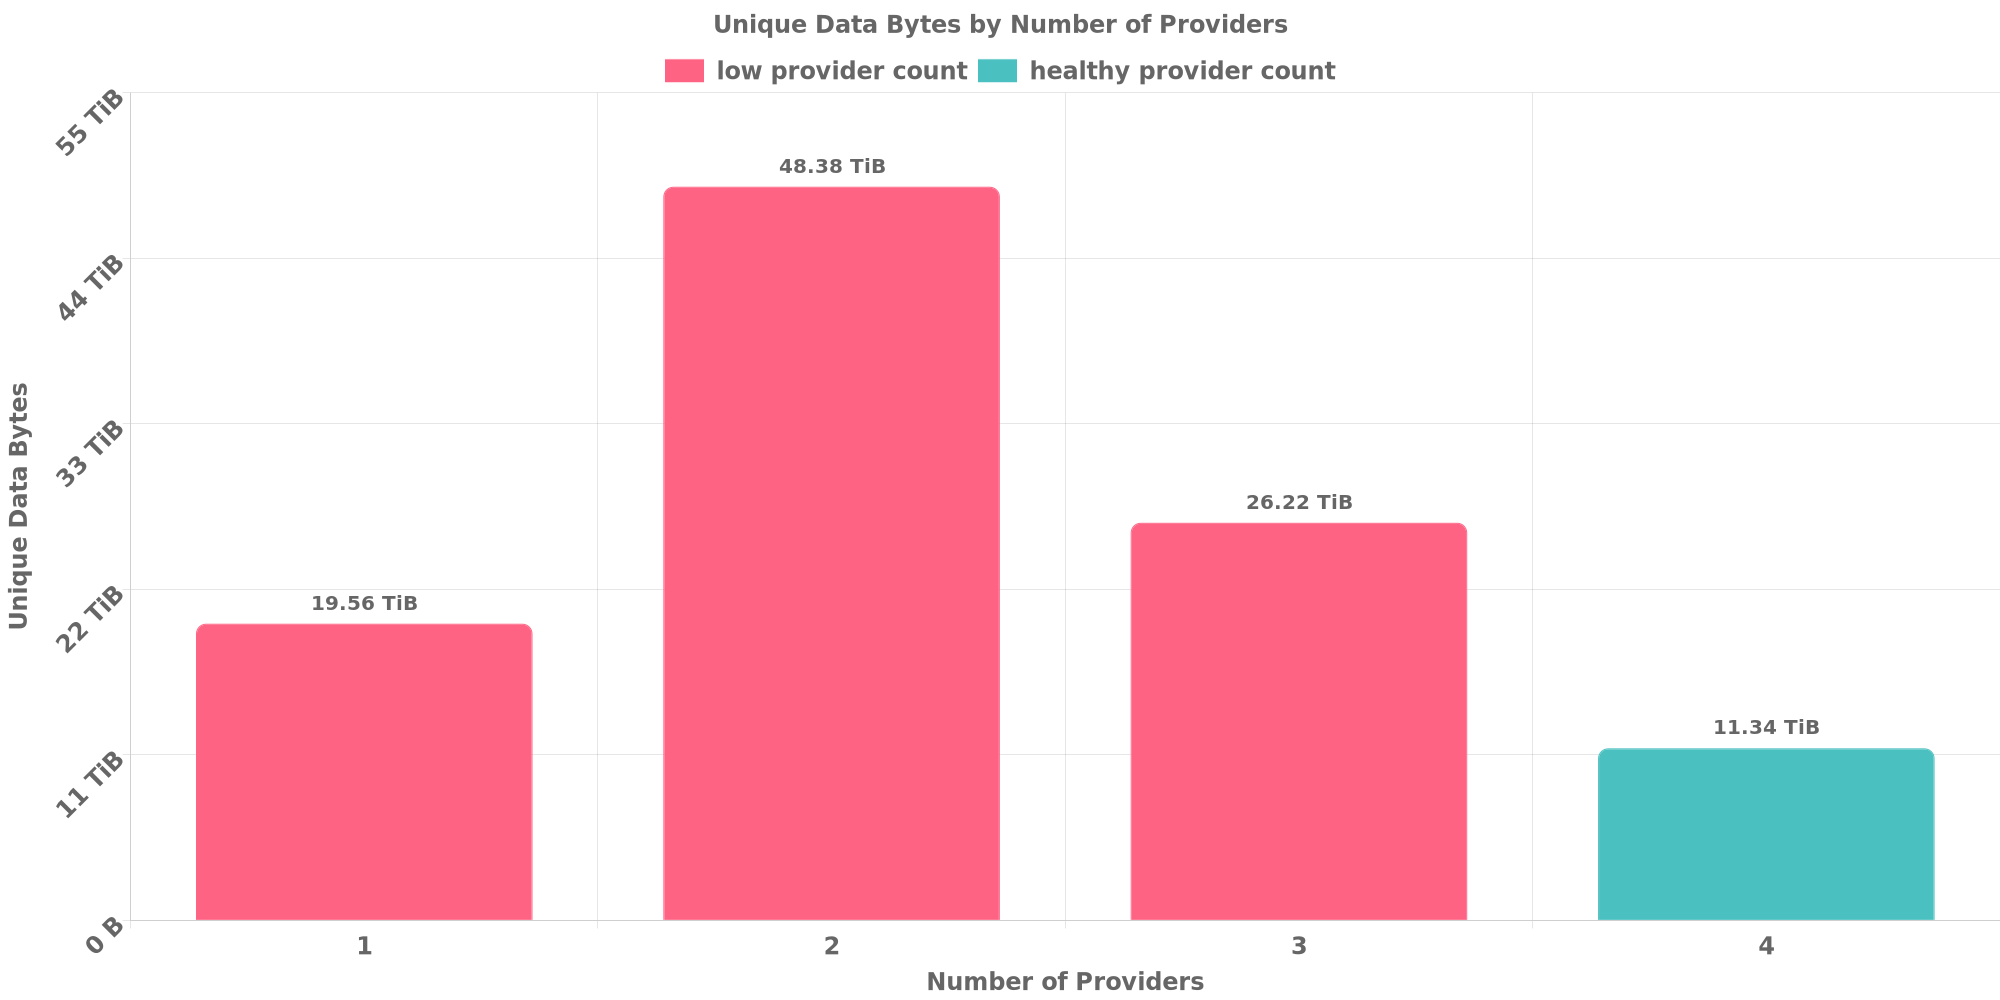 Unique Data Bytes by Number of Providers
low provider count healthy provider count
55 TiB
44 TiB
33 TiB
22 TiB
11 TiB
0 B
Unique Data Bytes
19.56 TiB
48.38 TiB
26.22 TiB
11.34 TiB
1 2 3 4
Number of Providers